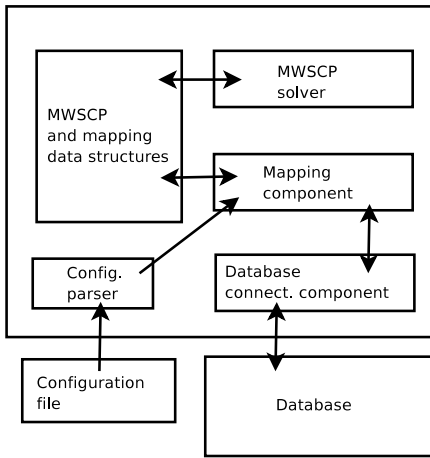 MWSCP
and mapping
data structures
MWSCP
solver
Mapping
component
Config.
parser
Database
connect. component
Configuration
file
Database